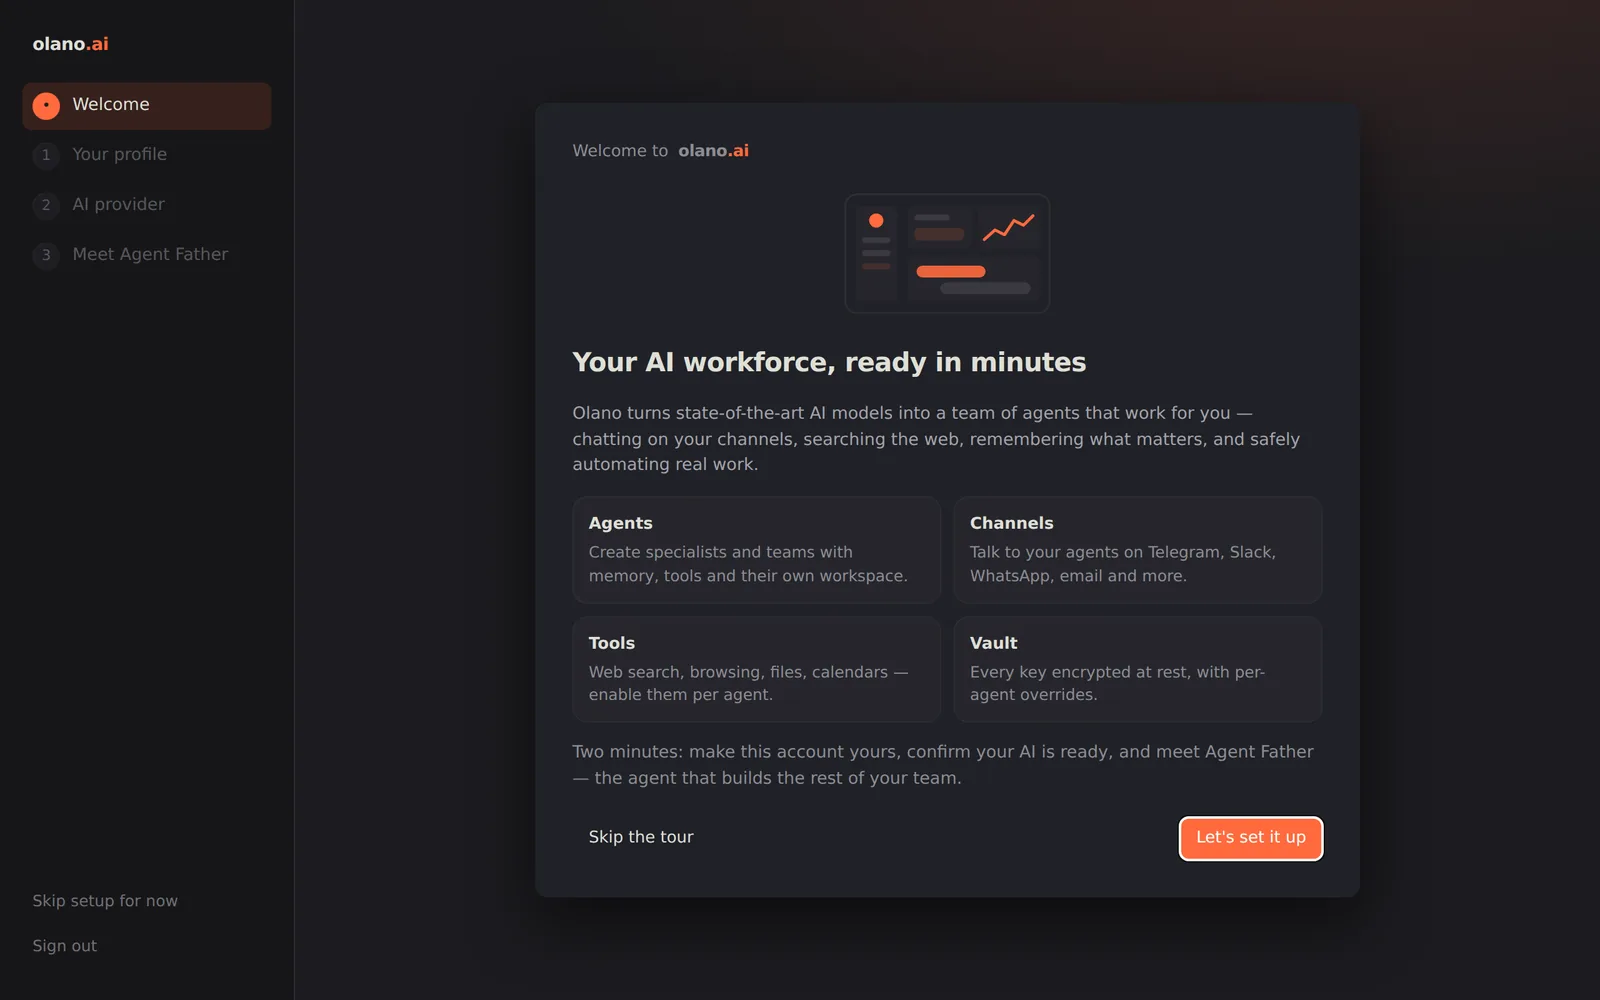 olano.ai
Welcome
1 Your profile
2 AI provider
3 Meet Agent Father
Skip setup for now
Sign out
Welcome to olano.ai
Your AI workforce, ready in minutes
Olano turns state-of-the-art AI models into a team of agents that work for you —
chatting on your channels, searching the web, remembering what matters, and safely
automating real work.
Agents
Create specialists and teams with
memory, tools and their own workspace.
Channels
Talk to your agents on Telegram, Slack,
WhatsApp, email and more.
Tools
Web search, browsing, files, calendars —
enable them per agent.
Vault
Every key encrypted at rest, with per-
agent overrides.
Two minutes: make this account yours, confirm your AI is ready, and meet Agent Father
— the agent that builds the rest of your team.
Skip the tour
Let's set it up